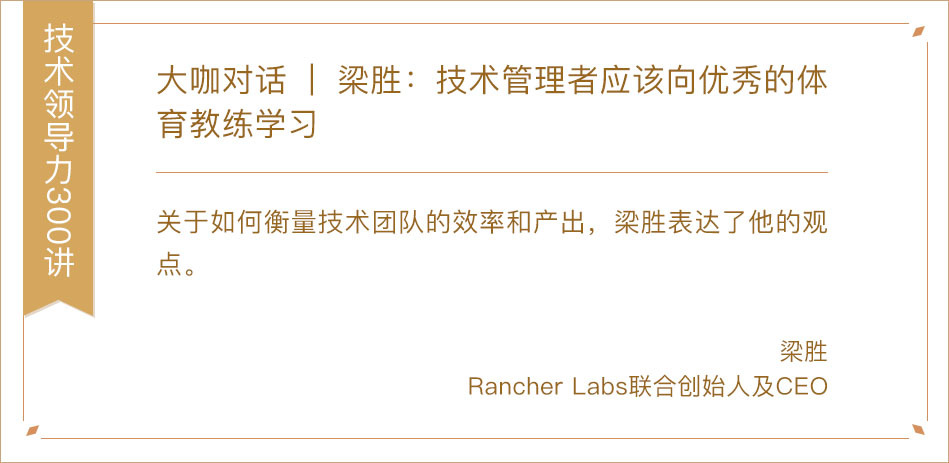 技术领导力300讲
大咖对话 | 梁胜：技术管理者应该向优秀的体
育教练学习
关于如何衡量技术团队的效率和产出，梁胜表达了他的观
点。
梁胜
Rancher Labs联合创始人及CEO